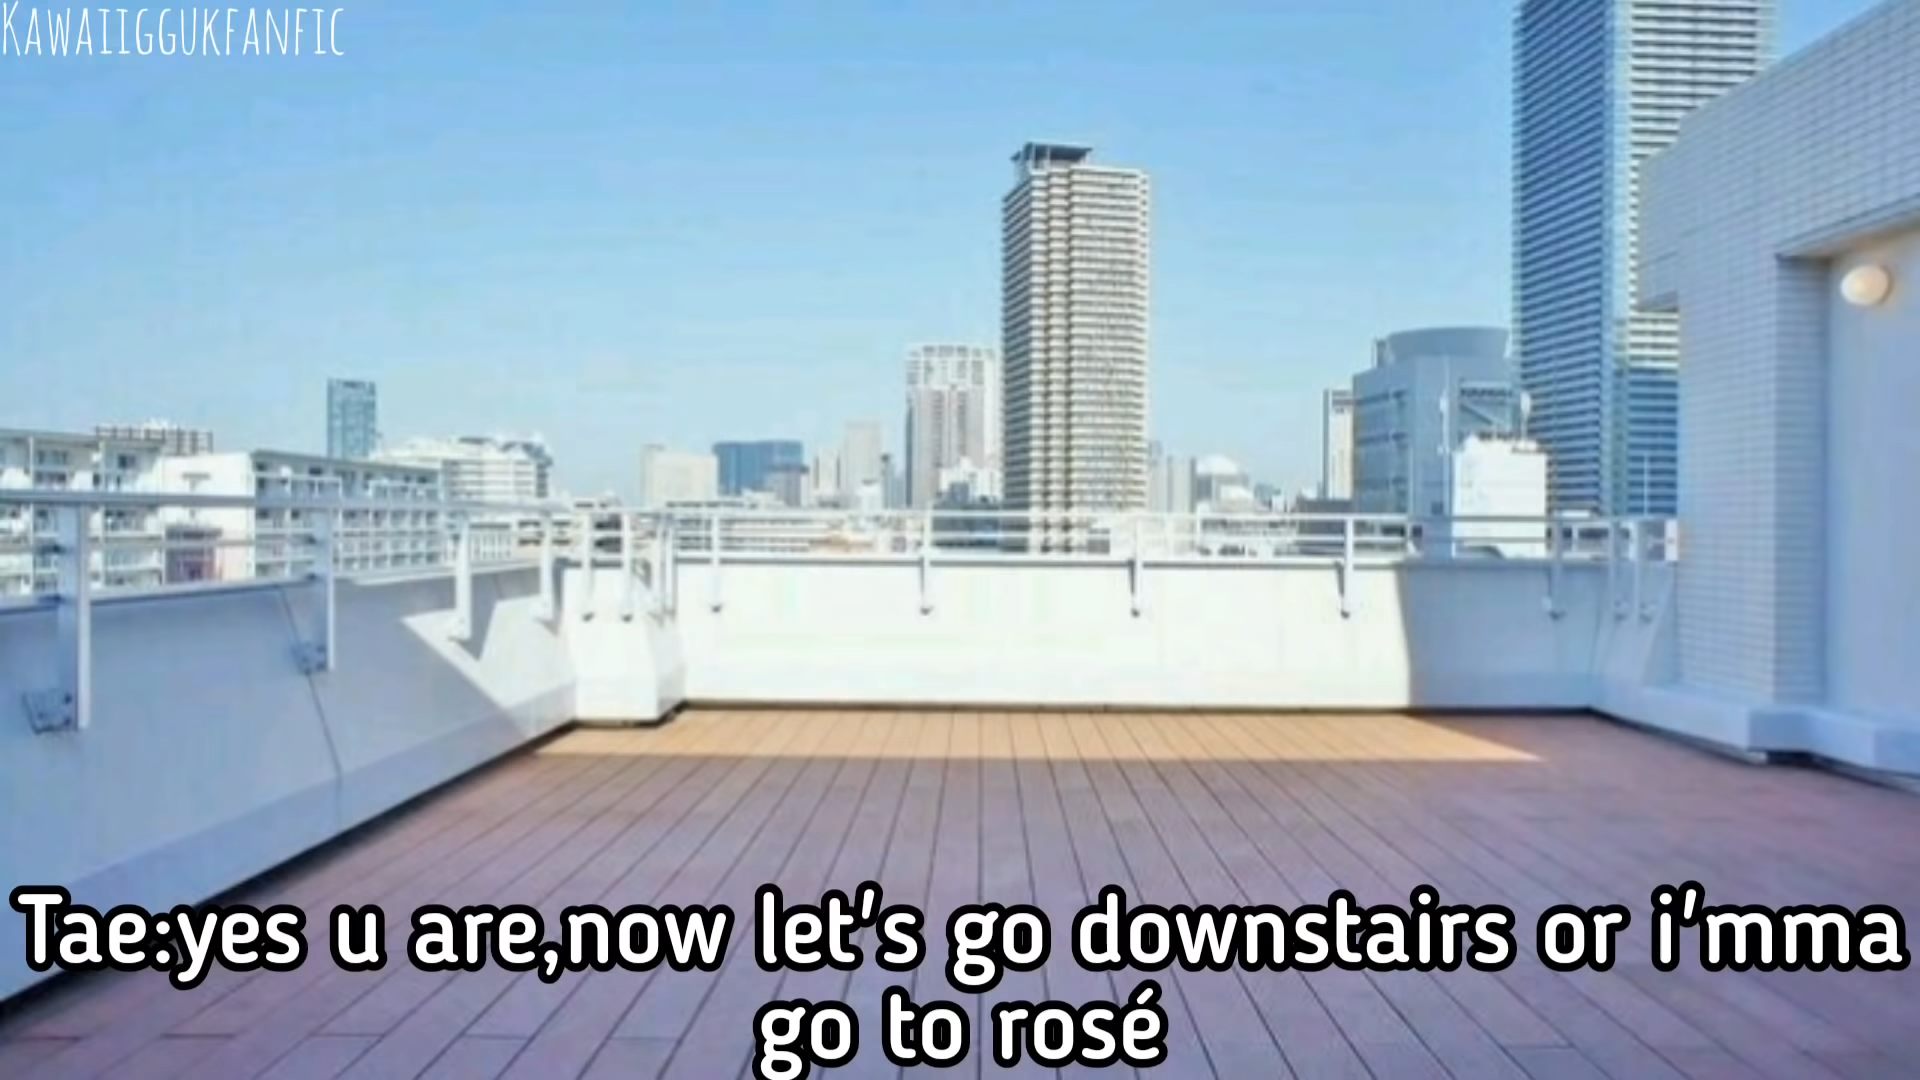 Kawaiiggukfanfic
Tae:yes u are,now let's go downstairs or i'mma
go to rosé